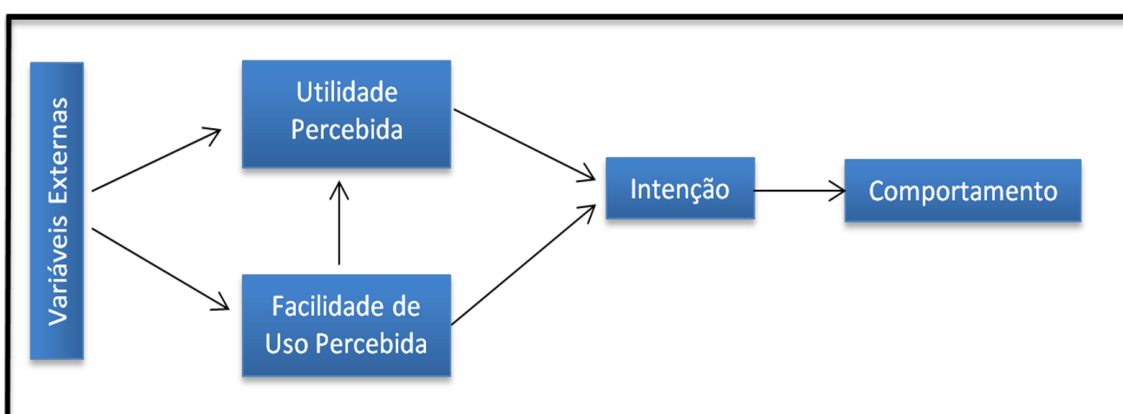 Variáveis Externas
Utilidade
Percebida
Facilidade de
Uso Percebida
Intenção
Comportamento